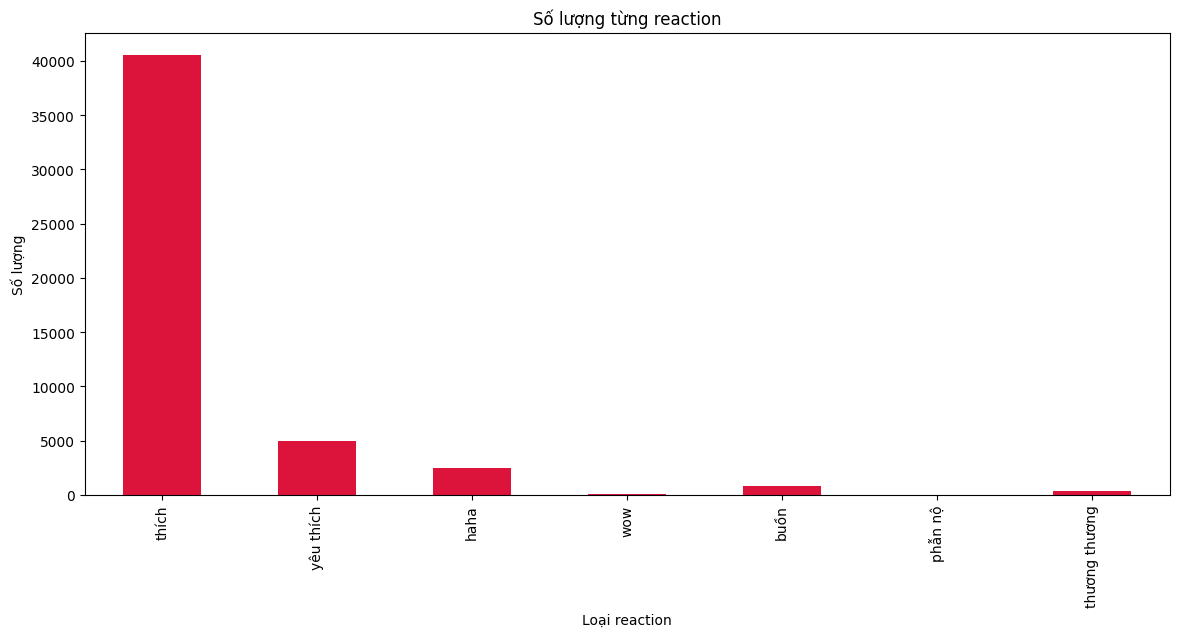 Số lượng từng reaction
Số lượng
40000
35000
30000
25000
20000
15000
10000
5000
0
thích
yêu thích
haha
wow
buồn
phẫn nộ
thương thương
Loại reaction